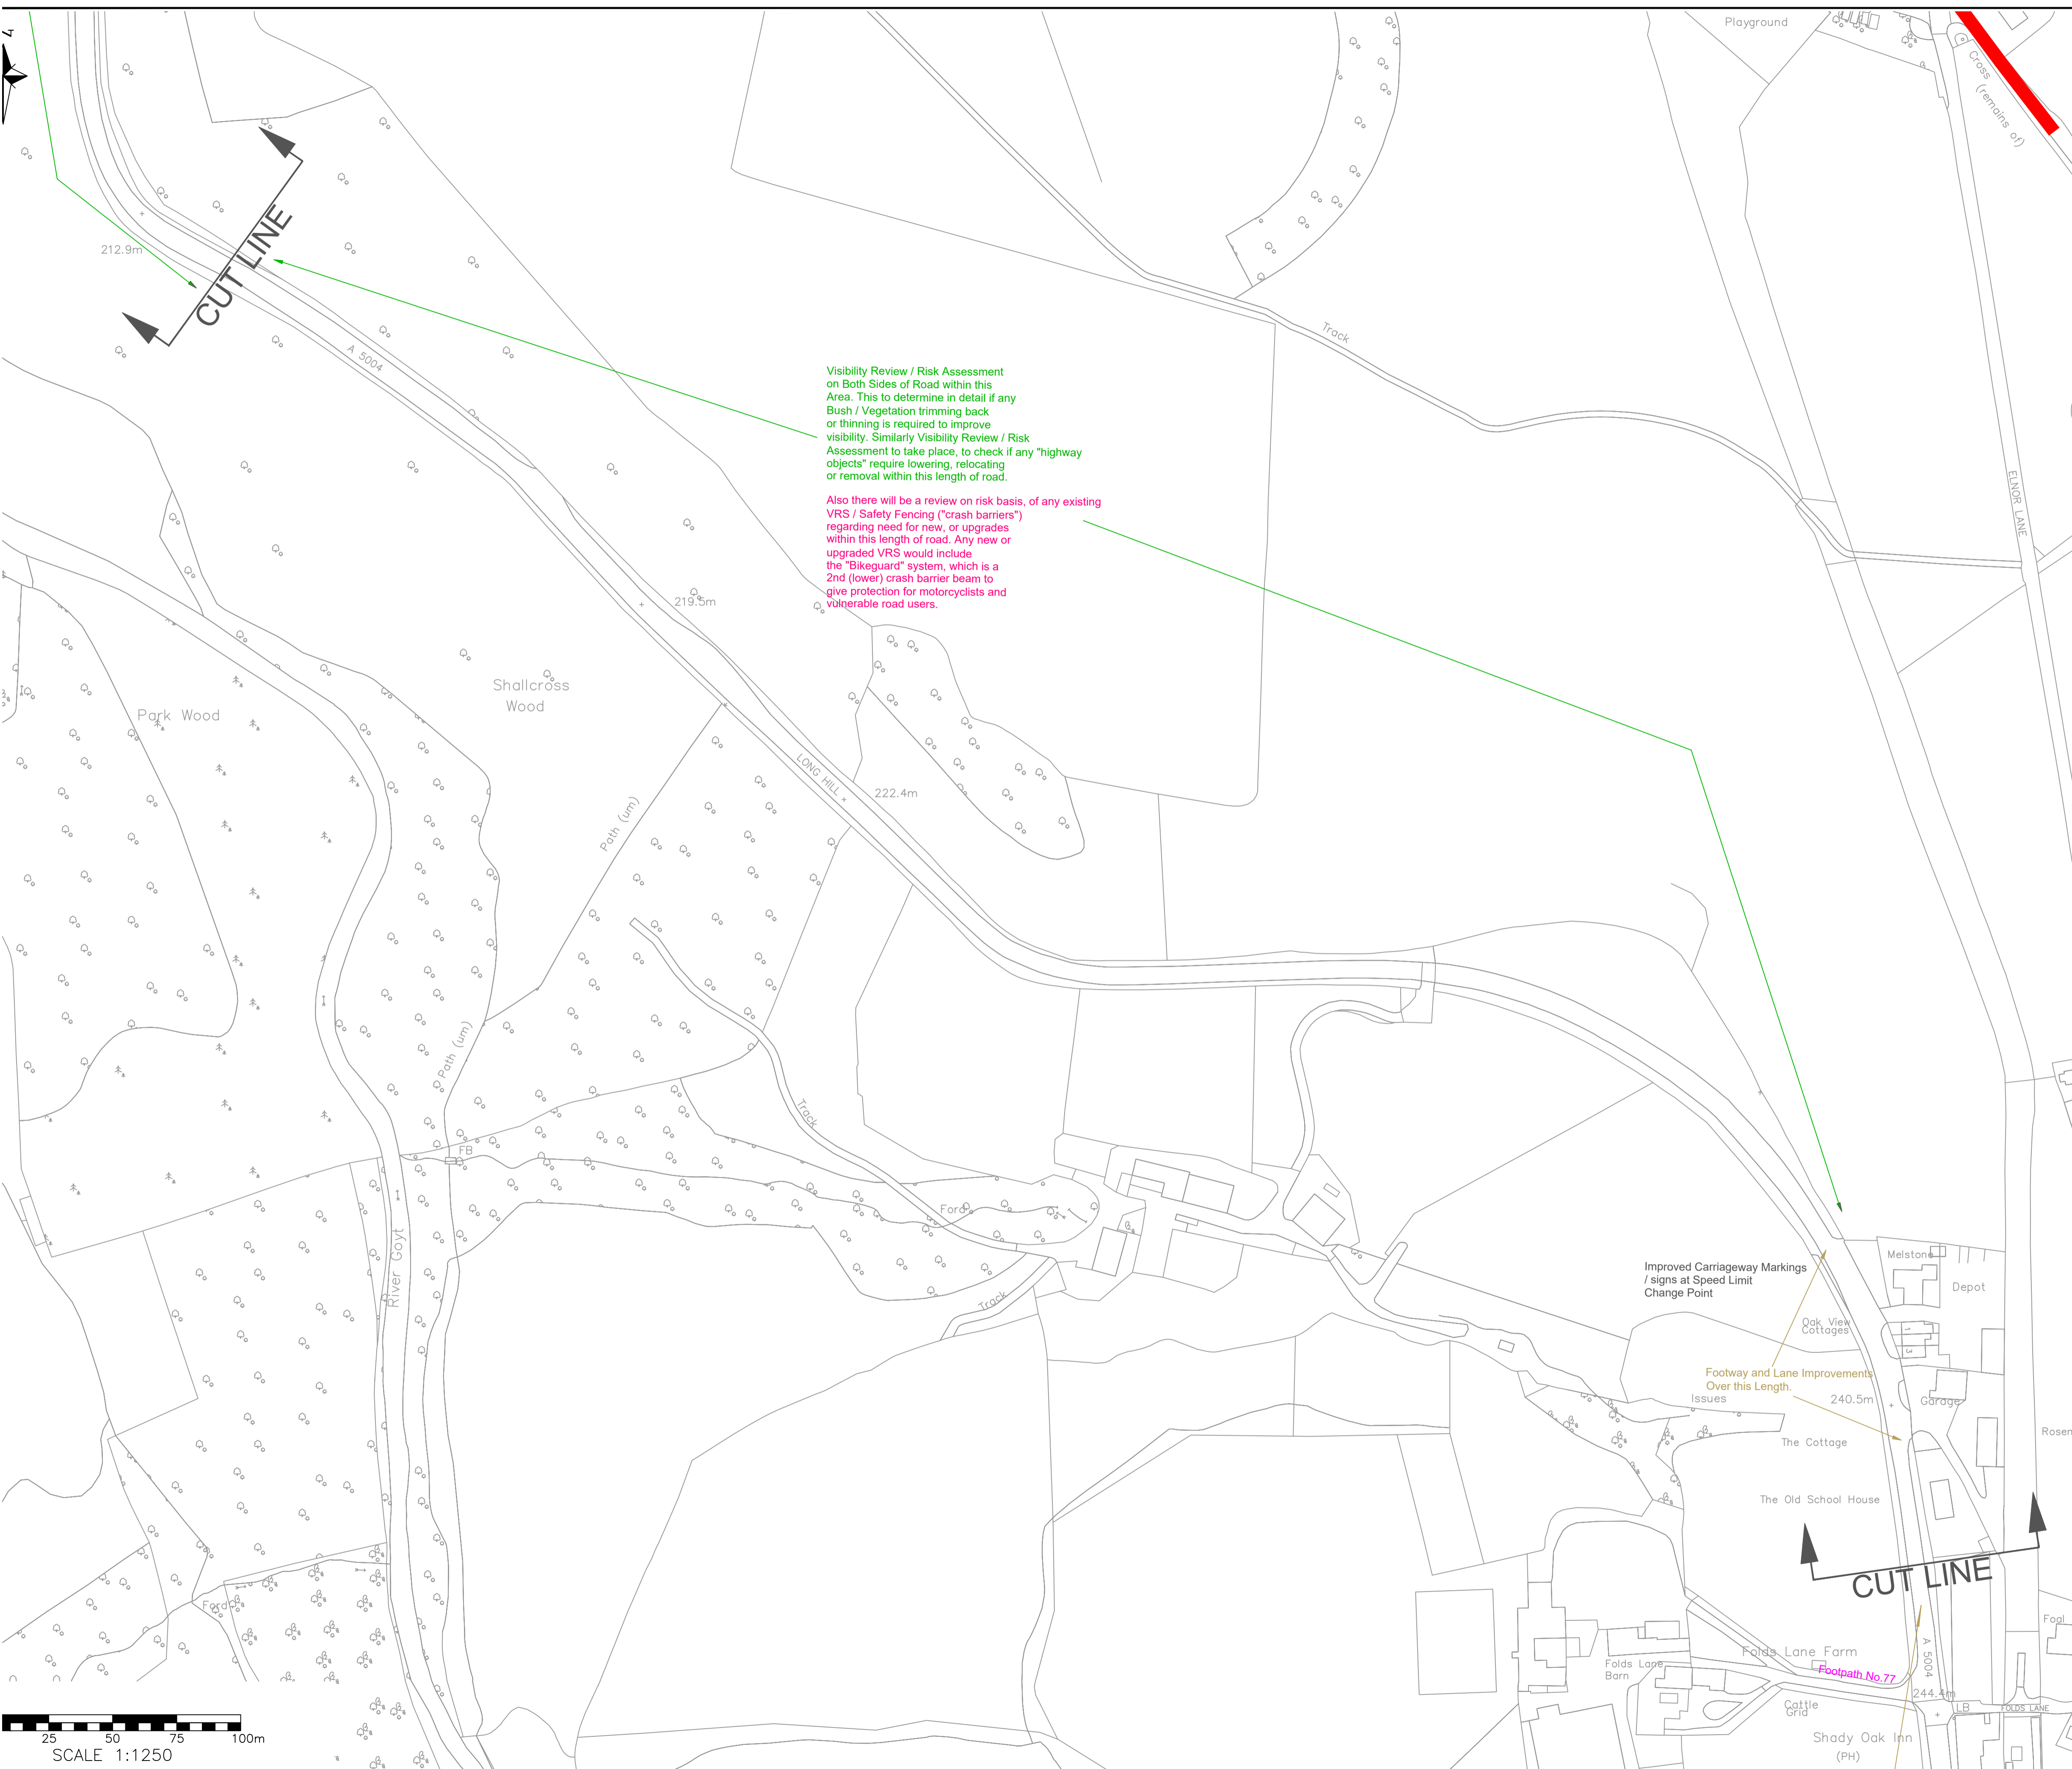 4
Playground
Cross
(remains of)
212.9m
CUT LINE
A 5004
Track
Visibility Review / Risk Assessment
on Both Sides of Road within this
Area. This to determine in detail if any
Bush / Vegetation trimming back
or thinning is required to improve
visibility. Similarly Visibility Review / Risk
Assessment to take place, to check if any "highway
objects" require lowering, relocating
or removal within this length of road.
Also there will be a review on risk basis, of any existing
VRS / Safety Fencing ("crash barriers")
regarding need for new, or upgrades
within this length of road. Any new or
upgraded VRS would include
the "Bikeguard" system, which is a
2nd (lower) crash barrier beam to
give protection for motorcyclists and
vulnerable road users.
ELNOR LANE
219.5m
Shallcross
Wood
Park Wood
LONG HILL
222.4m
Path (um)
Path (um)
Track
FB
Ford
River Goyt
Track
Melstone
Depot
Improved Carriageway Markings
/ signs at Speed Limit
Change Point
Oak View
Cottages
1
3
Footway and Lane Improvements
Over this Length.
Issues
240.5m
Garage
Rosen
The Cottage
The Old School House
CUT LINE
Ford
Foal
Folds Lane Farm
A 5004
Folds Lane
Barn
Footpath No.77
Cattle
Grid
244.4m
LB
FOLDS LANE
Shady Oak Inn
(PH)
25 50 75 100m
SCALE 1:1250